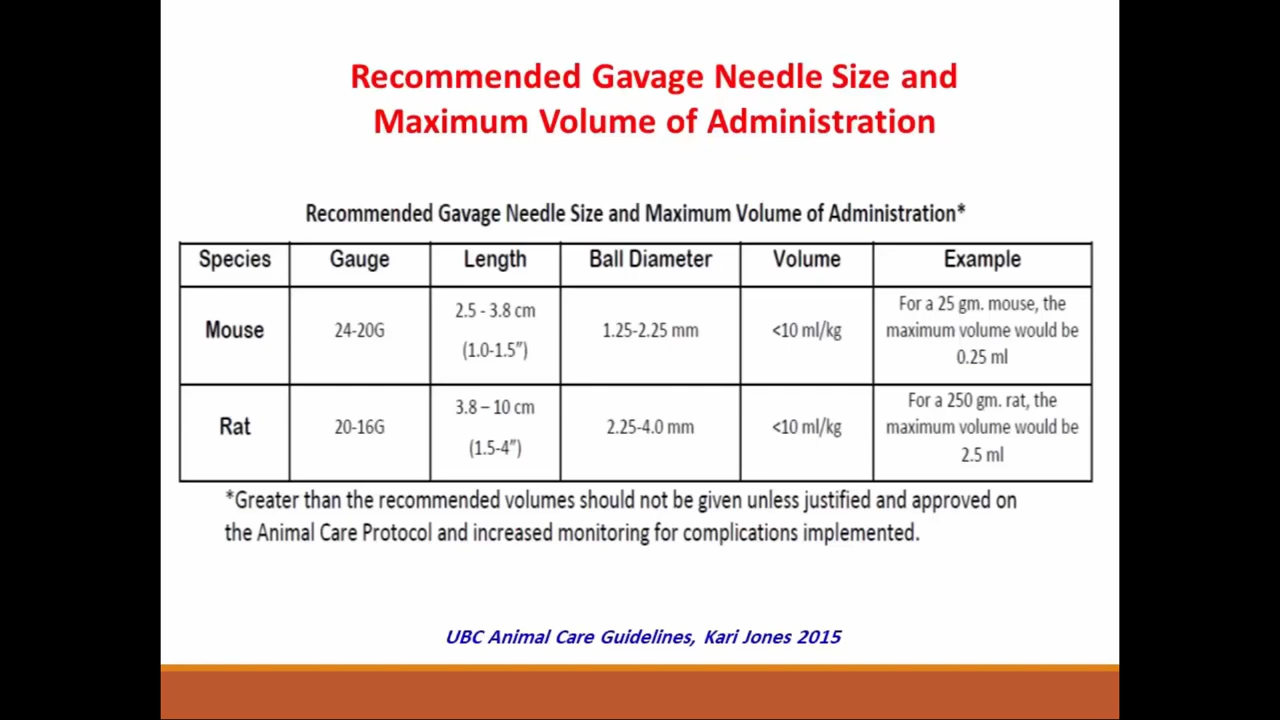 Recommended Gavage Needle Size and
Maximum Volume of Administration
Recommended Gavage Needle Size and Maximum Volume of Administration*
Species Gauge Length Ball Diameter Volume Example
Mouse 24-20G 2.5 - 3.8 cm (1.0-1.5") 1.25-2.25 mm <10 ml/kg For a 25 gm. mouse, the maximum volume would be 0.25 ml
Rat 20-16G 3.8 – 10 cm (1.5-4") 2.25-4.0 mm <10 ml/kg For a 250 gm. rat, the maximum volume would be 2.5 ml
*Greater than the recommended volumes should not be given unless justified and approved on
the Animal Care Protocol and increased monitoring for complications implemented.
UBC Animal Care Guidelines, Kari Jones 2015